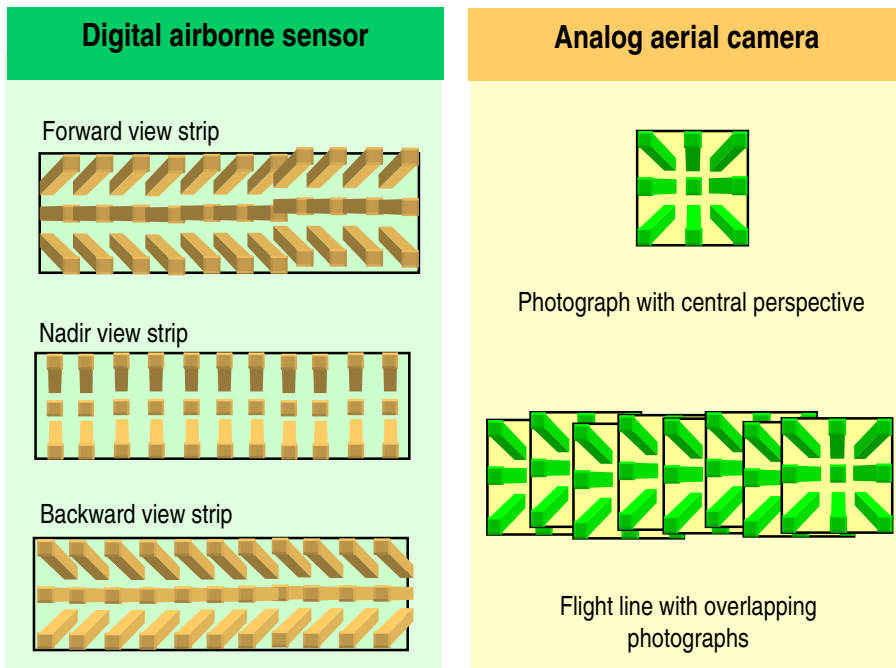 Digital airborne sensor
Forward view strip
Nadir view strip
Backward view strip
Analog aerial camera
Photograph with central perspective
Flight line with overlapping
photographs